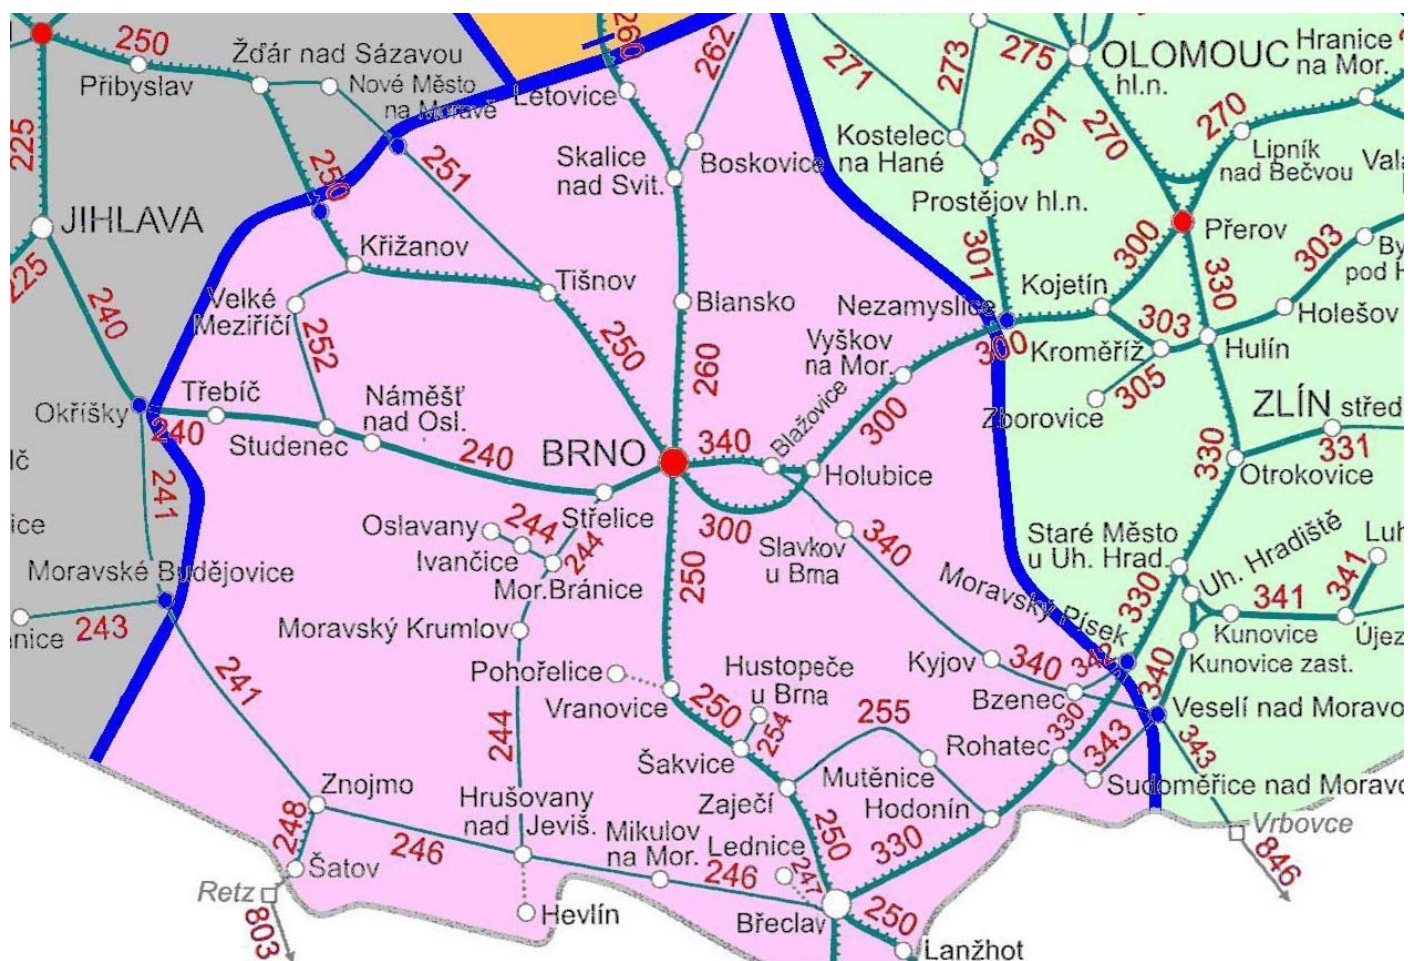 250
Žďár nad Sázavou
Přibyslav
Nové Město
na Moravě
225
JIHLAVA
225
240
250
251
260
262
Letovice
Skalice
nad Svit.
Boskovice
271
273
275
OLOMOUC
hl.n.
Hranice
na Mor.
Kostelec
na Hané
301
270
270
Lipník
nad Bečvou
Prostějov hl.n.
301
300
Přerov
303
330
Kojetín
Nezamyslice
Holešov
Křižanov
Tišnov
Velké
Meziříčí
252
250
Blansko
260
Vyškov
na Mor.
300
303
Kroměříž
Hulín
305
Zborovice
Okříšky
Třebíč
240
Náměšť
nad Osl.
Studenec
240
BRNO
340
Blažovice
300
Holubice
ZLÍN střed
331
330
Otrokovice
241
Střelice
Oslavany
244
Ivančice
244
Mor.Bránice
300
Slavkov
u Brna
340
250
Staré Město
u Uh. Hrad.
Uh. Hradiště
341
341
Kunovice
Kunovice zast.
330
Moravský Písek
Moravské Budějovice
243
Moravský Krumlov
Pohořelice
Vranovice
Hustopeče
u Brna
Kyjov
340
342
Bzenec
340
Veselí nad Moravo
241
244
250
254
255
Rohatec
330
343
343
Šakvice
Mutěnice
Sudoměřice nad Moravo
Zaječí
Hodonín
Znojmo
Hrušovany
nad Jeviš.
Mikulov
na Mor.
Lednice
250
330
Vrbovce
248
246
246
247
846
Šatov
Retz
803
Hevlín
Břeclav
250
Lanžhot